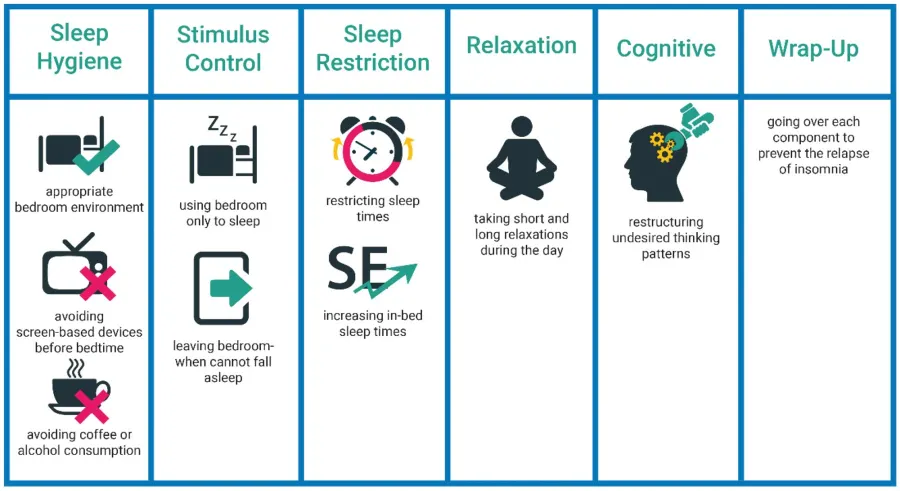 Sleep
Hygiene
Stimulus
Control
Sleep
Restriction
Relaxation
Cognitive
Wrap-Up
appropriate
bedroom environment
avoiding
screen-based devices
before bedtime
avoiding coffee or
alcohol consumption
Zzz
using bedroom
only to sleep
leaving bedroom-
when cannot fall
asleep
restricting sleep
times
SE
increasing in-bed
sleep times
taking short and
long relaxations
during the day
restructuring
undesired thinking
patterns
going over each
component to
prevent the relapse
of insomnia